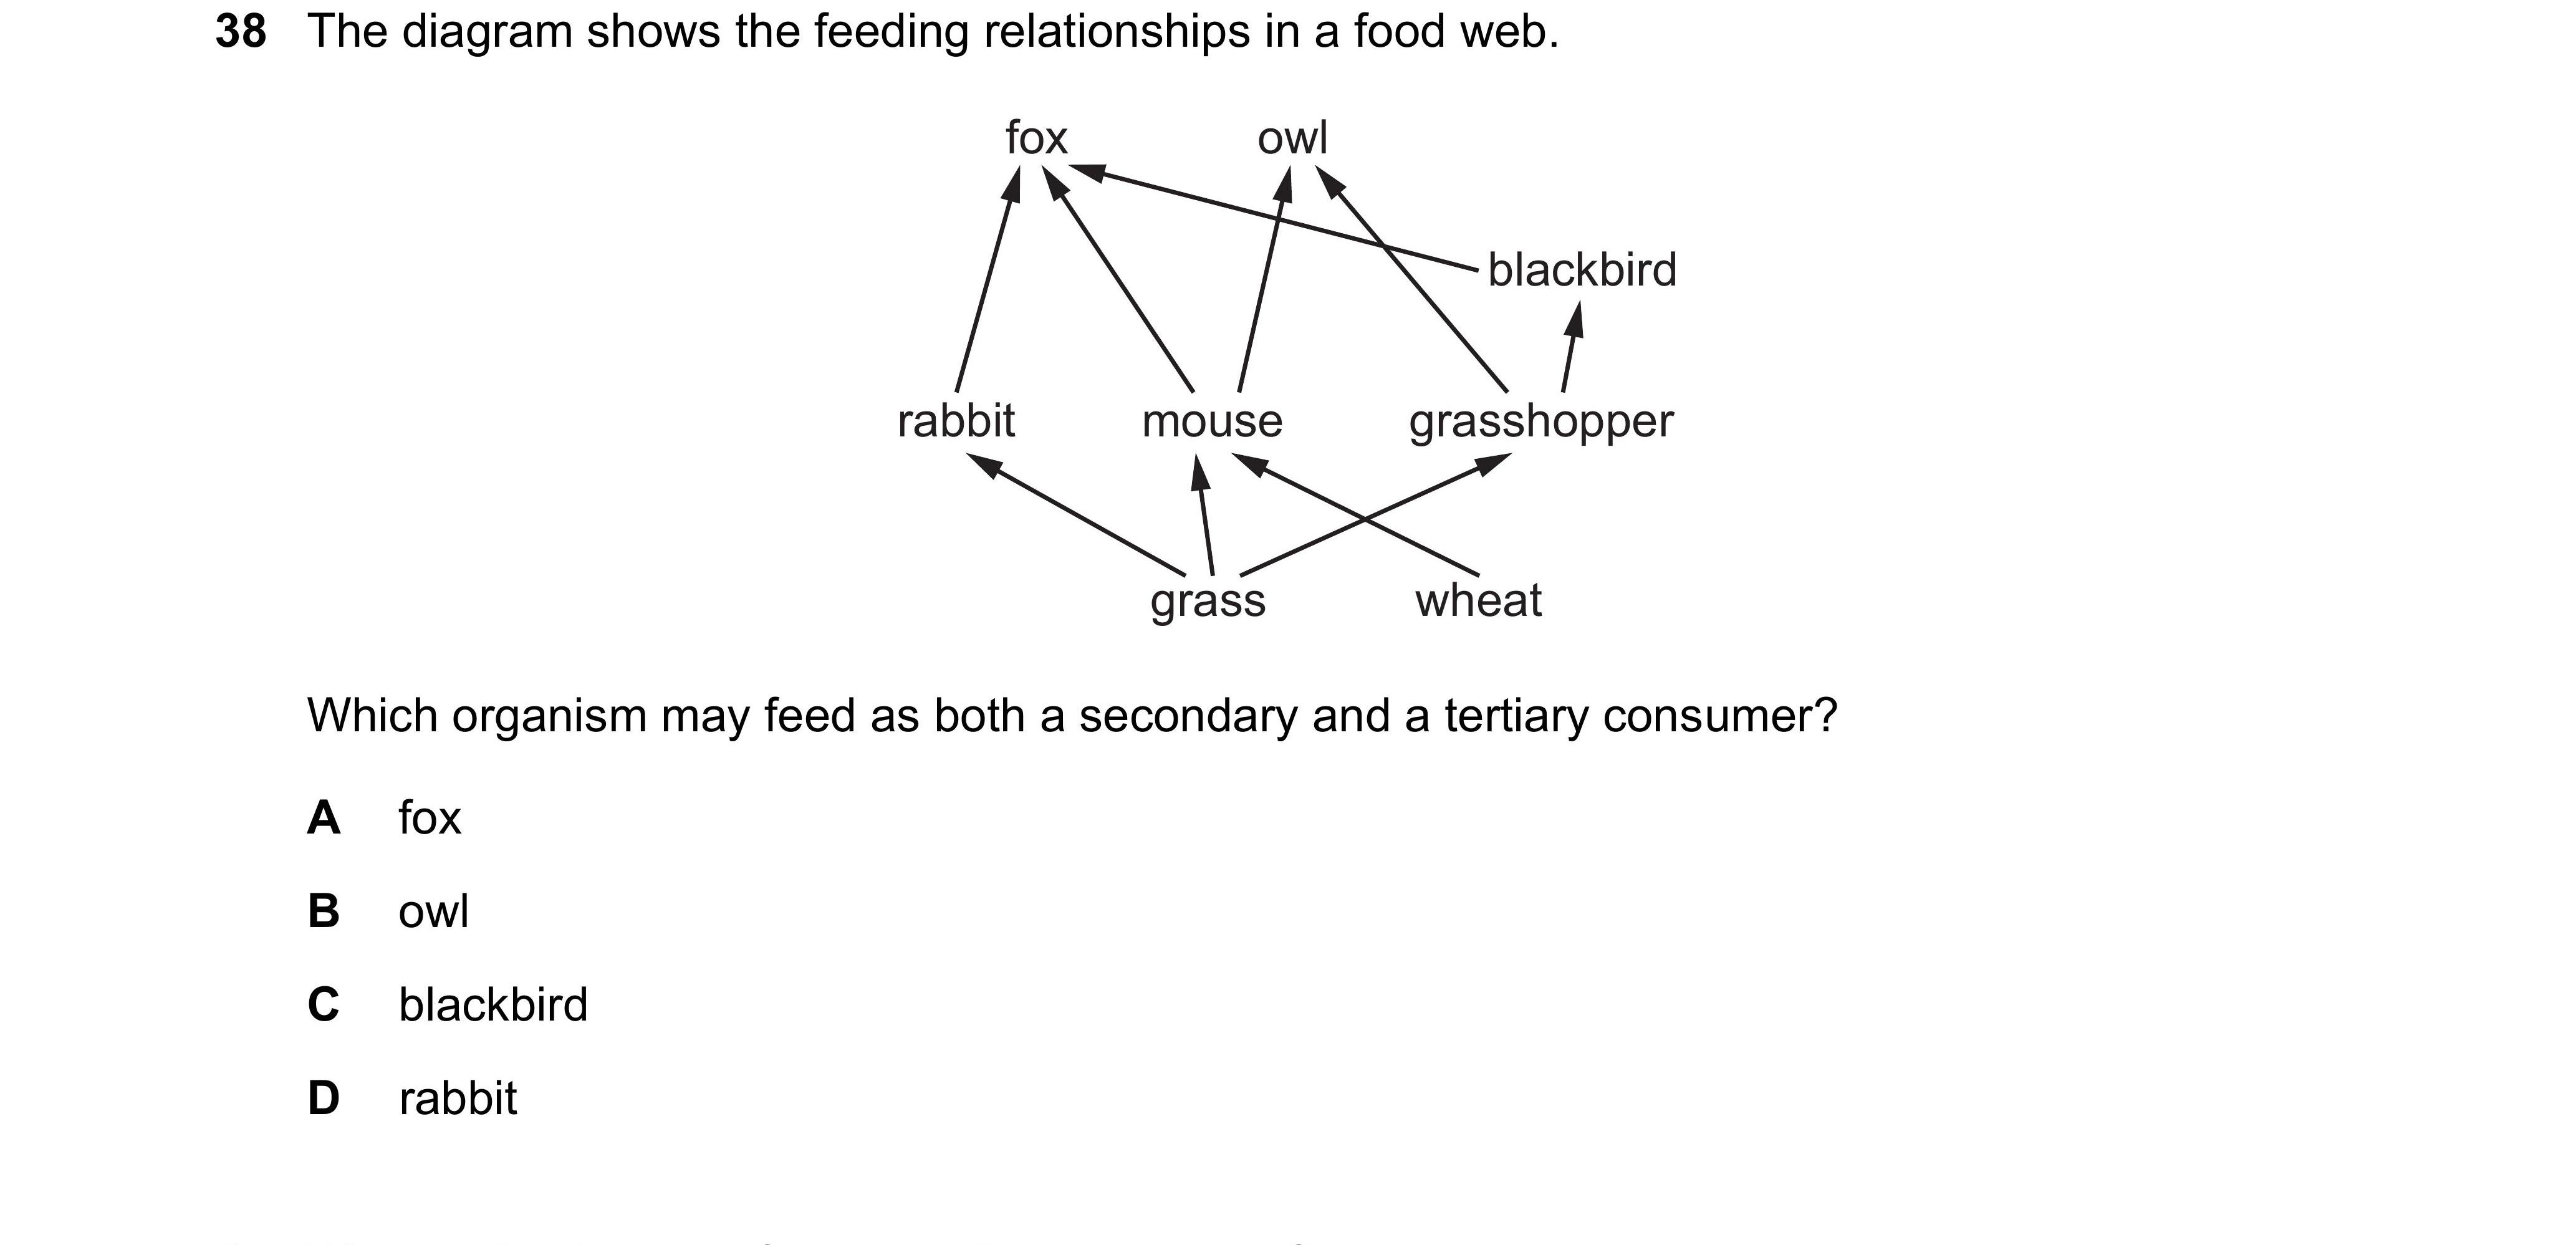 38 The diagram shows the feeding relationships in a food web.
fox owl
blackbird
rabbit mouse grasshopper
grass wheat
Which organism may feed as both a secondary and a tertiary consumer?
A fox
B owl
C blackbird
D rabbit